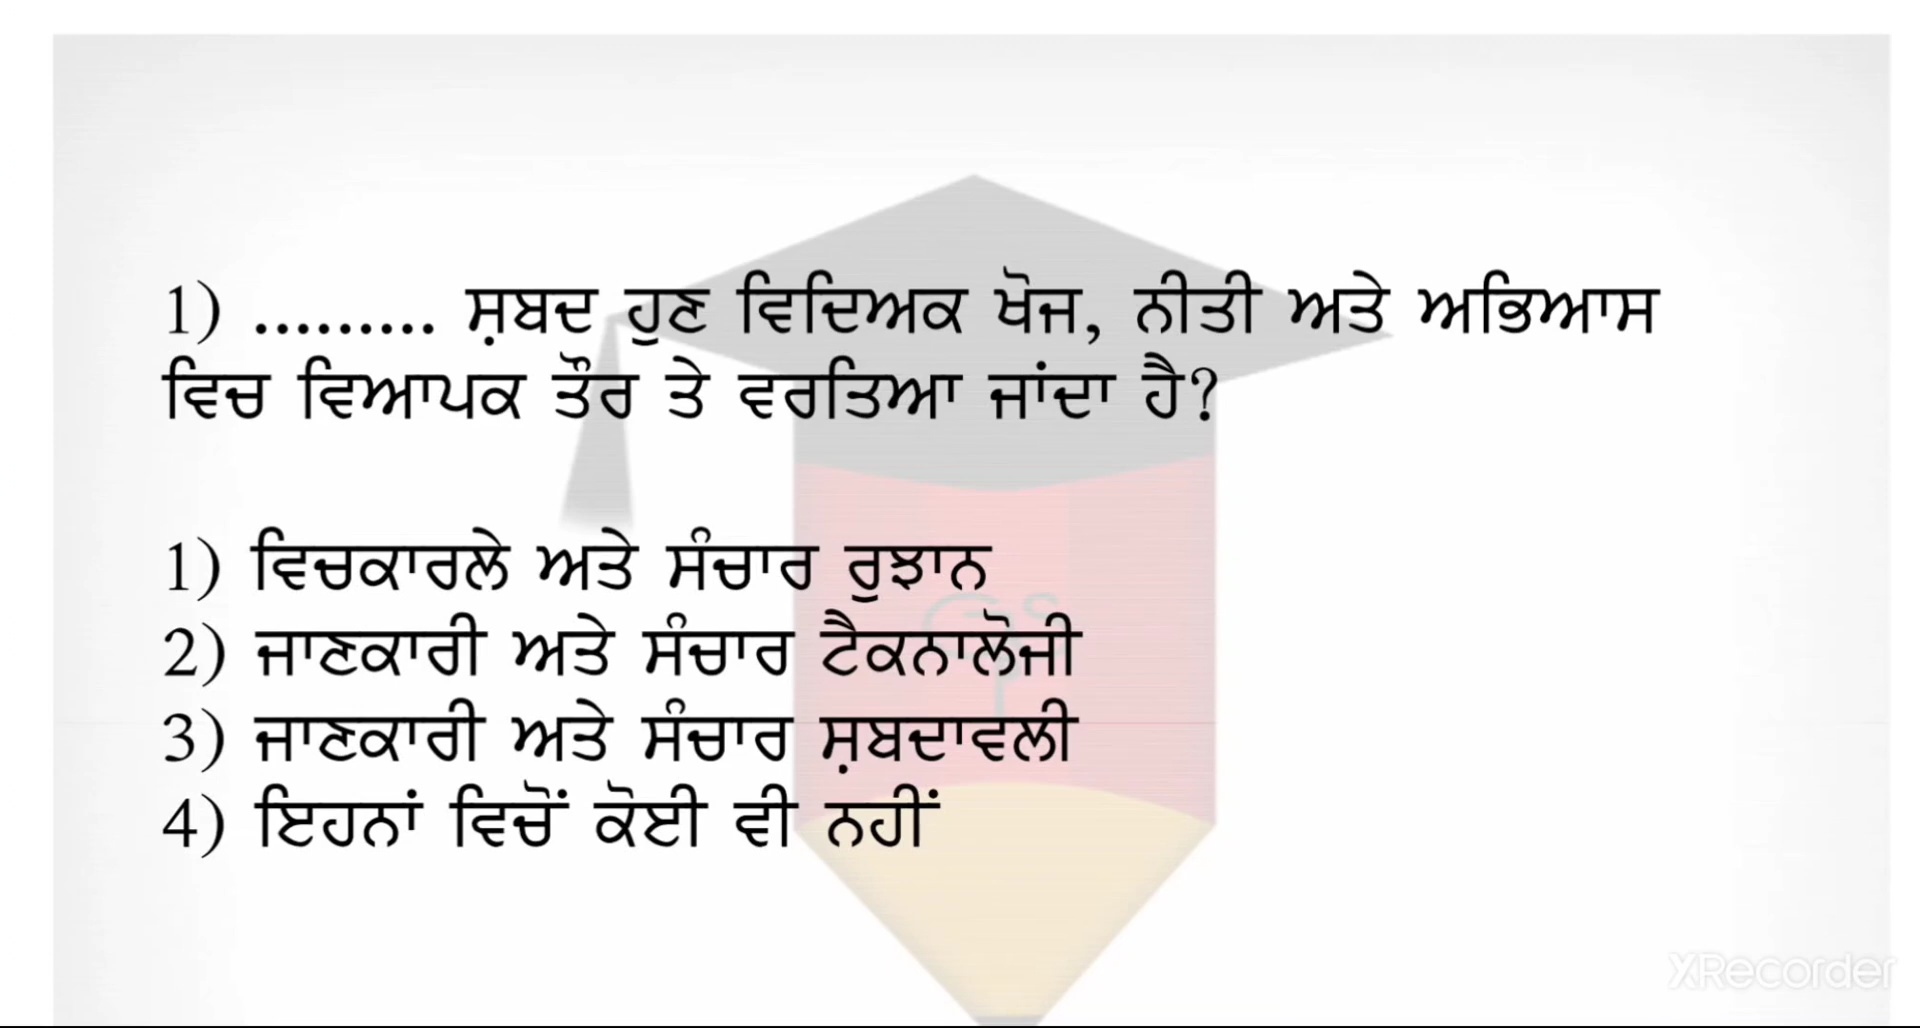 1) ......... ਸ਼ਬਦ ਹੁਣ ਵਿਦਿਅਕ ਖੋਜ, ਨੀਤੀ ਅਤੇ ਅਭਿਆਸ
ਵਿਚ ਵਿਆਪਕ ਤੌਰ ਤੇ ਵਰਤਿਆ ਜਾਂਦਾ ਹੈ?
1) ਵਿਚਕਾਰਲੇ ਅਤੇ ਸੰਚਾਰ ਰੁਝਾਨ
2) ਜਾਣਕਾਰੀ ਅਤੇ ਸੰਚਾਰ ਟੈਕਨਾਲੋਜੀ
3) ਜਾਣਕਾਰੀ ਅਤੇ ਸੰਚਾਰ ਸ਼ਬਦਾਵਲੀ
4) ਇਹਨਾਂ ਵਿਚੋਂ ਕੋਈ ਵੀ ਨਹੀਂ
XRecorder